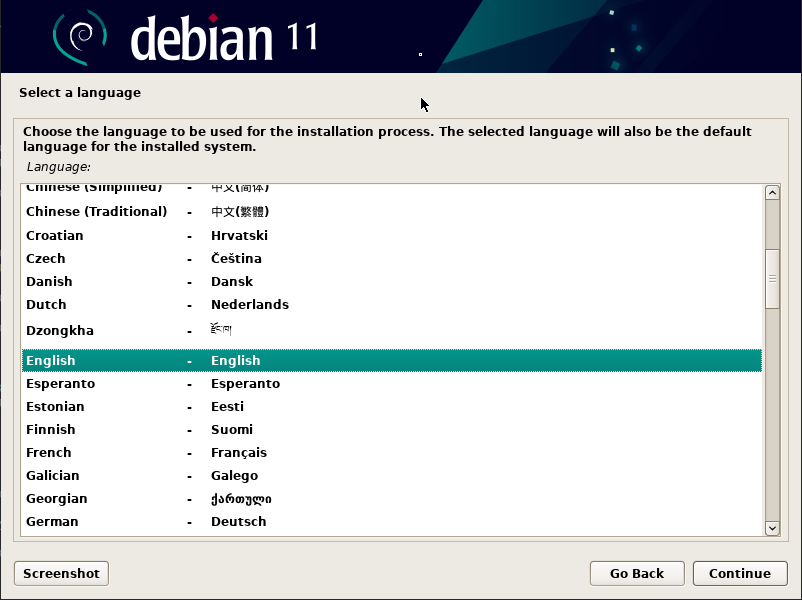 debian 11
Select a language
Choose the language to be used for the installation process. The selected language will also be the default
language for the installed system.
Language:
Chinese (Simplified) - 中文(简体)
Chinese (Traditional) - 中文(繁體)
Croatian - Hrvatski
Czech - Čeština
Danish - Dansk
Dutch - Nederlands
Dzongkha - རྫོང་ཁ།
English - English
Esperanto - Esperanto
Estonian - Eesti
Finnish - Suomi
French - Français
Galician - Galego
Georgian - ქართული
German - Deutsch
Screenshot Go Back Continue